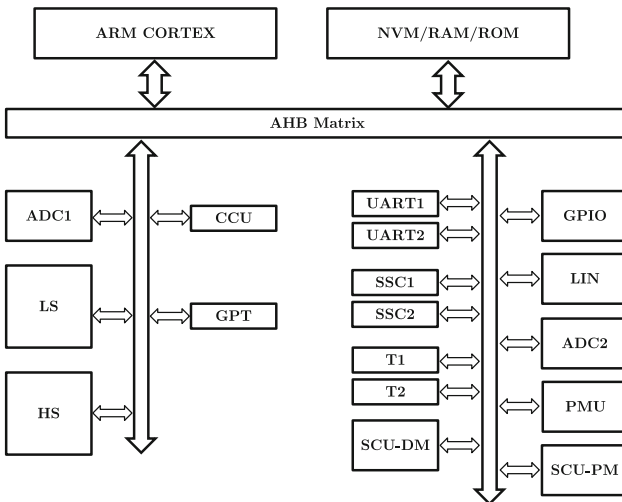 ARM CORTEX
NVM/RAM/ROM
AHB Matrix
ADC1
CCU
LS
GPT
HS
UART1
UART2
SSC1
SSC2
T1
T2
SCU-DM
GPIO
LIN
ADC2
PMU
SCU-PM